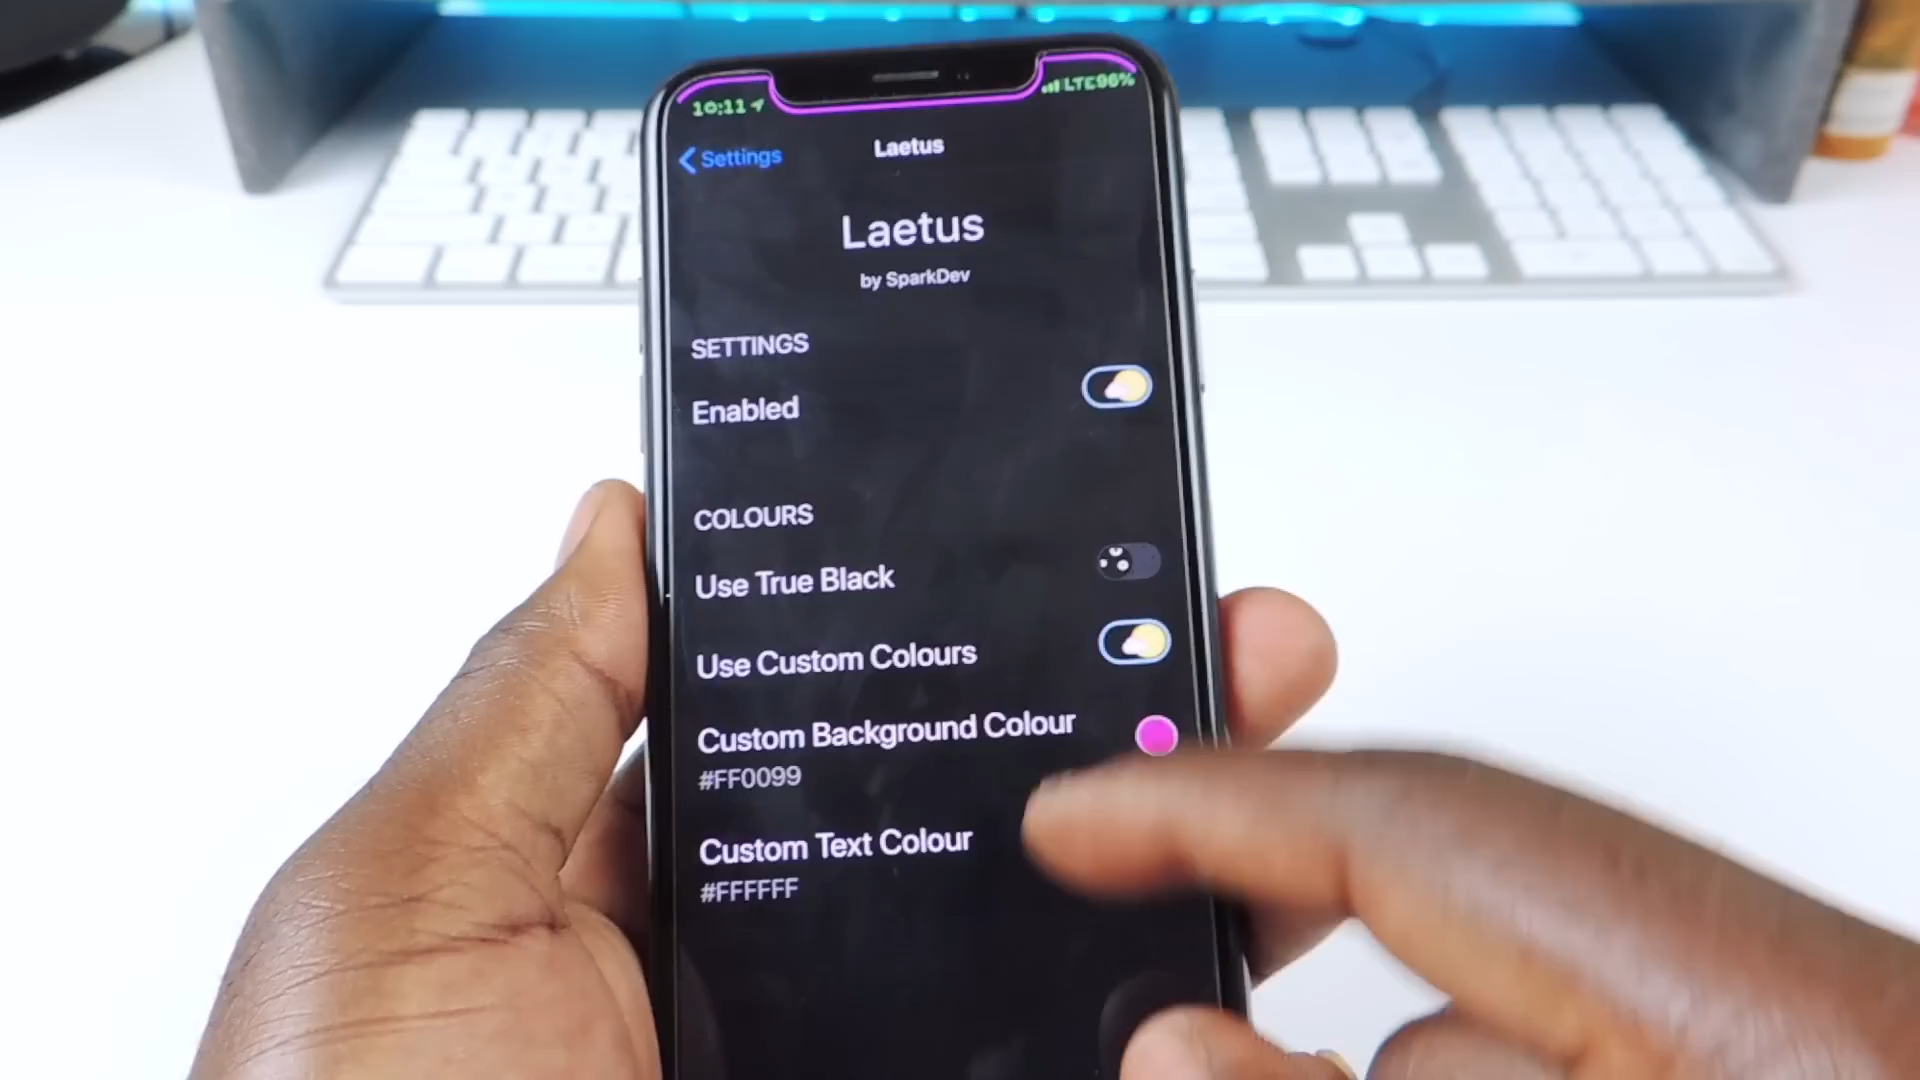 10:11
LTE 96%
Settings
Laetus
Laetus
by SparkDev
SETTINGS
Enabled
COLOURS
Use True Black
Use Custom Colours
Custom Background Colour
#FF0099
Custom Text Colour
#FFFFFF